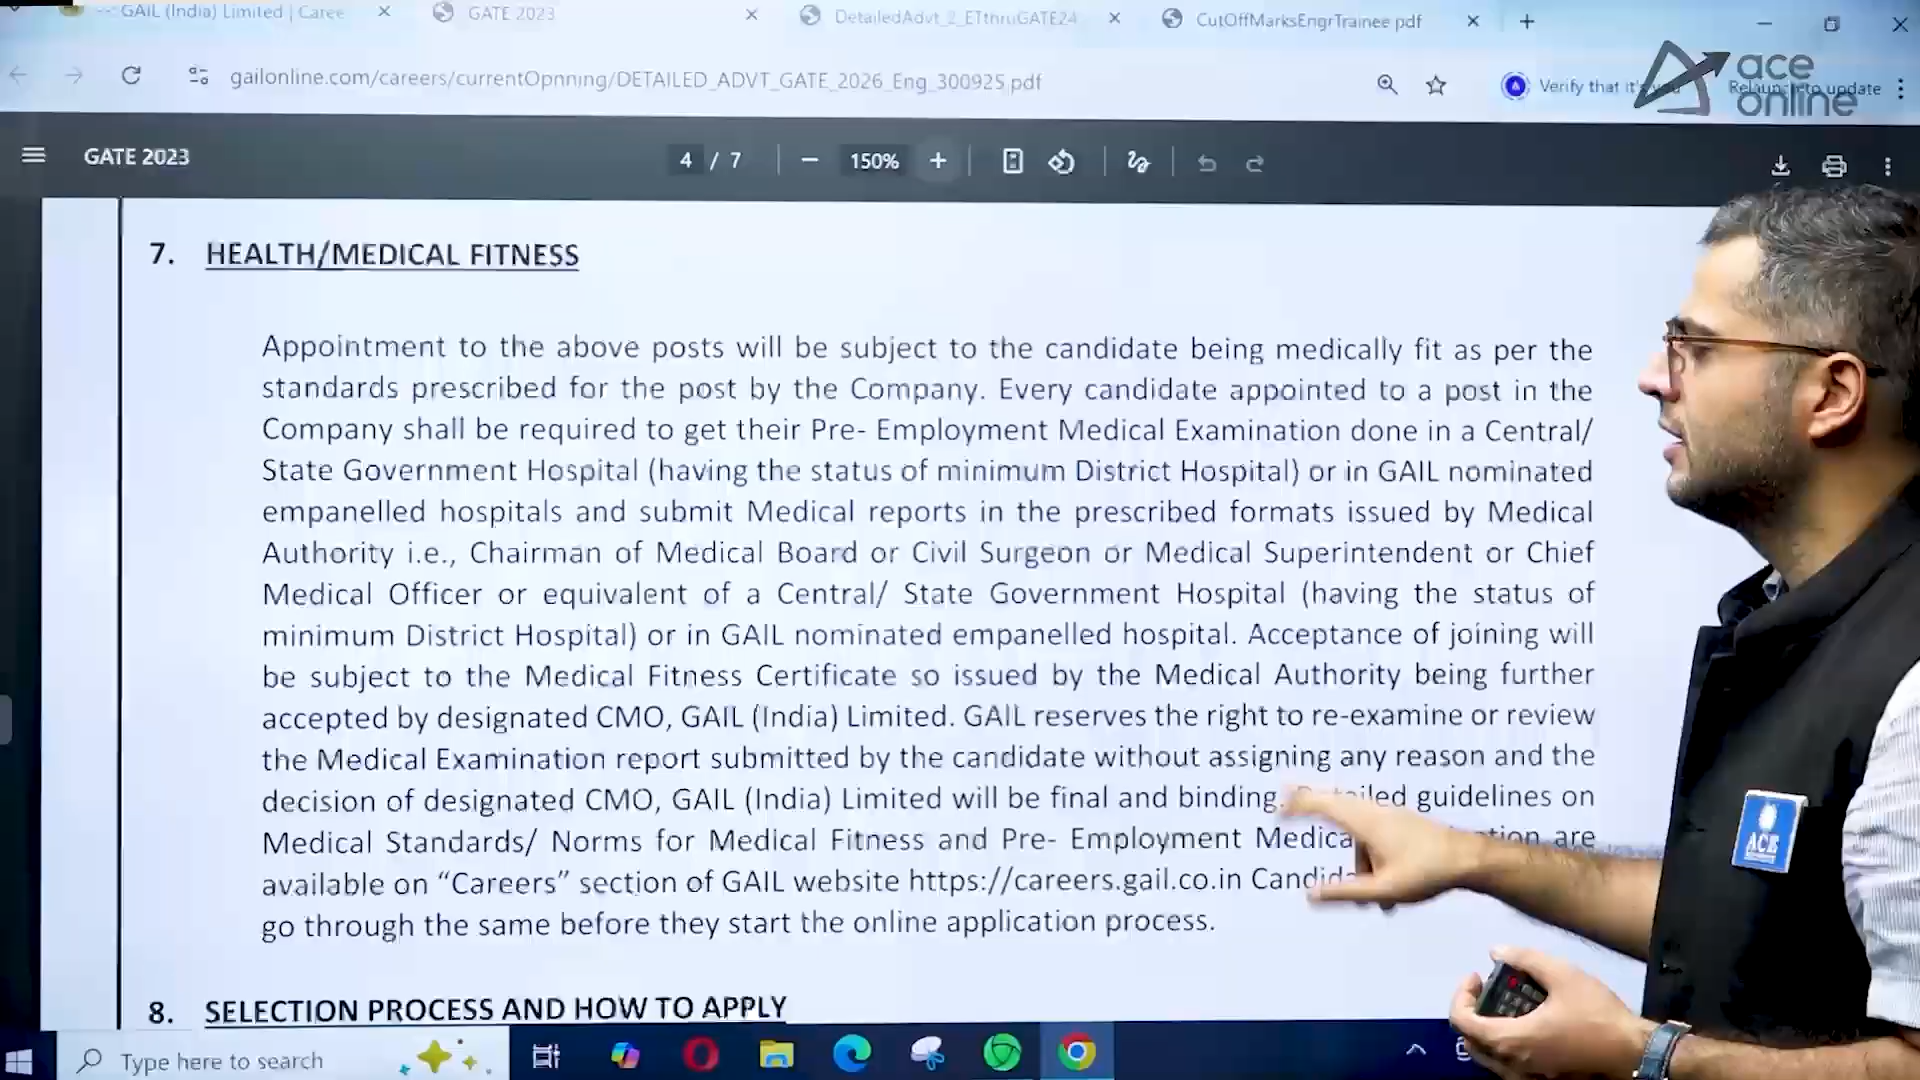 GAIL (India) Limited | Caree
GATE 2023
DetailedAdvt_2_ETthruGATE24
CutOffMarksEngrTrainee pdf
gailonline.com/careers/currentOpnning/DETAILED_ADVT_GATE_2026_Eng_300925.pdf
Verify that it's
to update
ace
online
GATE 2023
4 / 7
150%
7. HEALTH/MEDICAL FITNESS
Appointment to the above posts will be subject to the candidate being medically fit as per the
standards prescribed for the post by the Company. Every candidate appointed to a post in the
Company shall be required to get their Pre- Employment Medical Examination done in a Central/
State Government Hospital (having the status of minimum District Hospital) or in GAIL nominated
empanelled hospitals and submit Medical reports in the prescribed formats issued by Medical
Authority i.e., Chairman of Medical Board or Civil Surgeon or Medical Superintendent or Chief
Medical Officer or equivalent of a Central/ State Government Hospital (having the status of
minimum District Hospital) or in GAIL nominated empanelled hospital. Acceptance of joining will
be subject to the Medical Fitness Certificate so issued by the Medical Authority being further
accepted by designated CMO, GAIL (India) Limited. GAIL reserves the right to re-examine or review
the Medical Examination report submitted by the candidate without assigning any reason and the
decision of designated CMO, GAIL (India) Limited will be final and binding. guidelines on
Medical Standards/ Norms for Medical Fitness and Pre- Employment are
available on “Careers” section of GAIL website https://careers.gail.co.in
go through the same before they start the online application process.
8. SELECTION PROCESS AND HOW TO APPLY
ACE
Type here to search